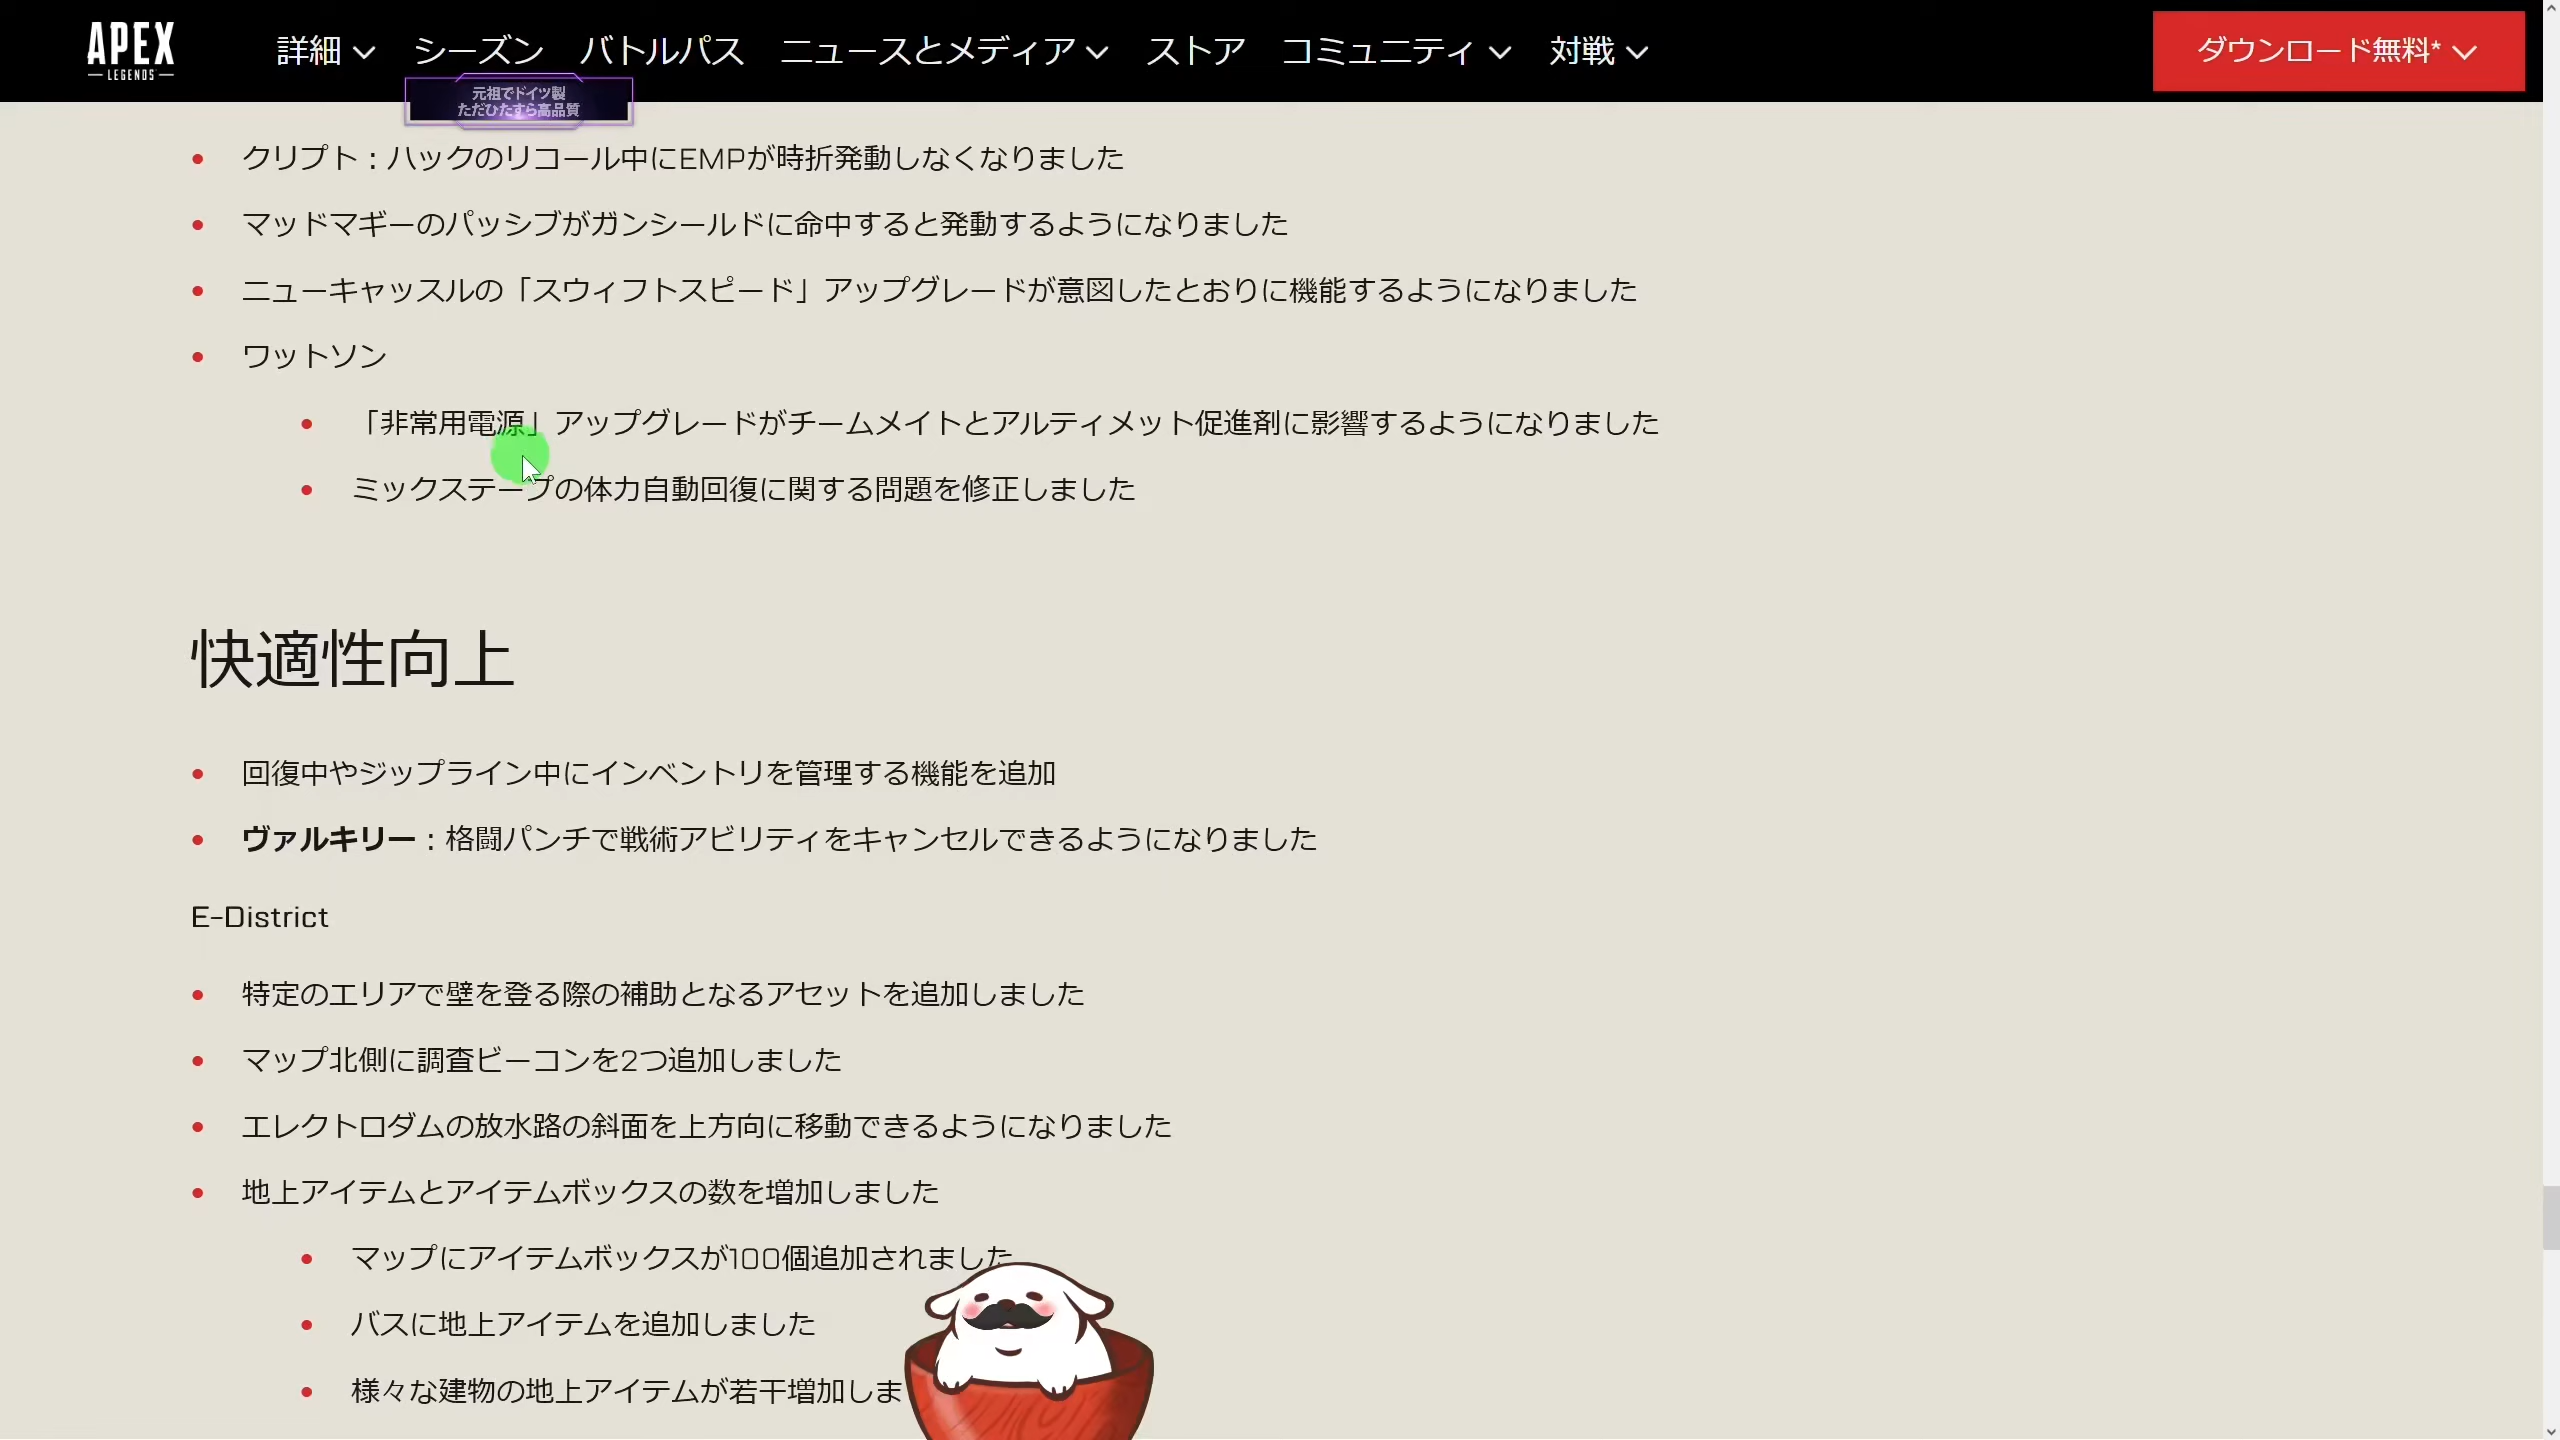 APEX
LEGENDS
詳細
シーズン
バトルパス
ニュースとメディア
ストア
コミュニティ
対戦
ダウンロード無料*
元祖でドイツ製
ただひたすら高品質
クリプト：ハックのリコール中にEMPが時折発動しなくなりました
マッドマギーのパッシブがガンシールドに命中すると発動するようになりました
ニューキャッスルの「スウィフトスピード」アップグレードが意図したとおりに機能するようになりました
ワットソン
「非常用電源」アップグレードがチームメイトとアルティメット促進剤に影響するようになりました
ミックステープの体力自動回復に関する問題を修正しました
快適性向上
回復中やジップライン中にインベントリを管理する機能を追加
ヴァルキリー：格闘パンチで戦術アビリティをキャンセルできるようになりました
E-District
特定のエリアで壁を登る際の補助となるアセットを追加しました
マップ北側に調査ビーコンを2つ追加しました
エレクトロダムの放水路の斜面を上方向に移動できるようになりました
地上アイテムとアイテムボックスの数を増加しました
マップにアイテムボックスが100個追加されました
バスに地上アイテムを追加しました
様々な建物の地上アイテムが若干増加しま